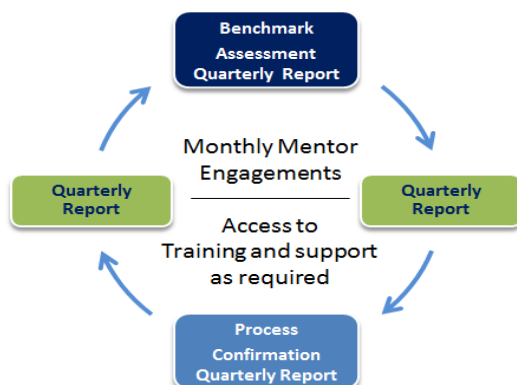 Benchmark
Assessment
Quarterly Report
Monthly Mentor
Engagements
Quarterly
Report
Quarterly
Report
Access to
Training and support
as required
Process
Confirmation
Quarterly Report